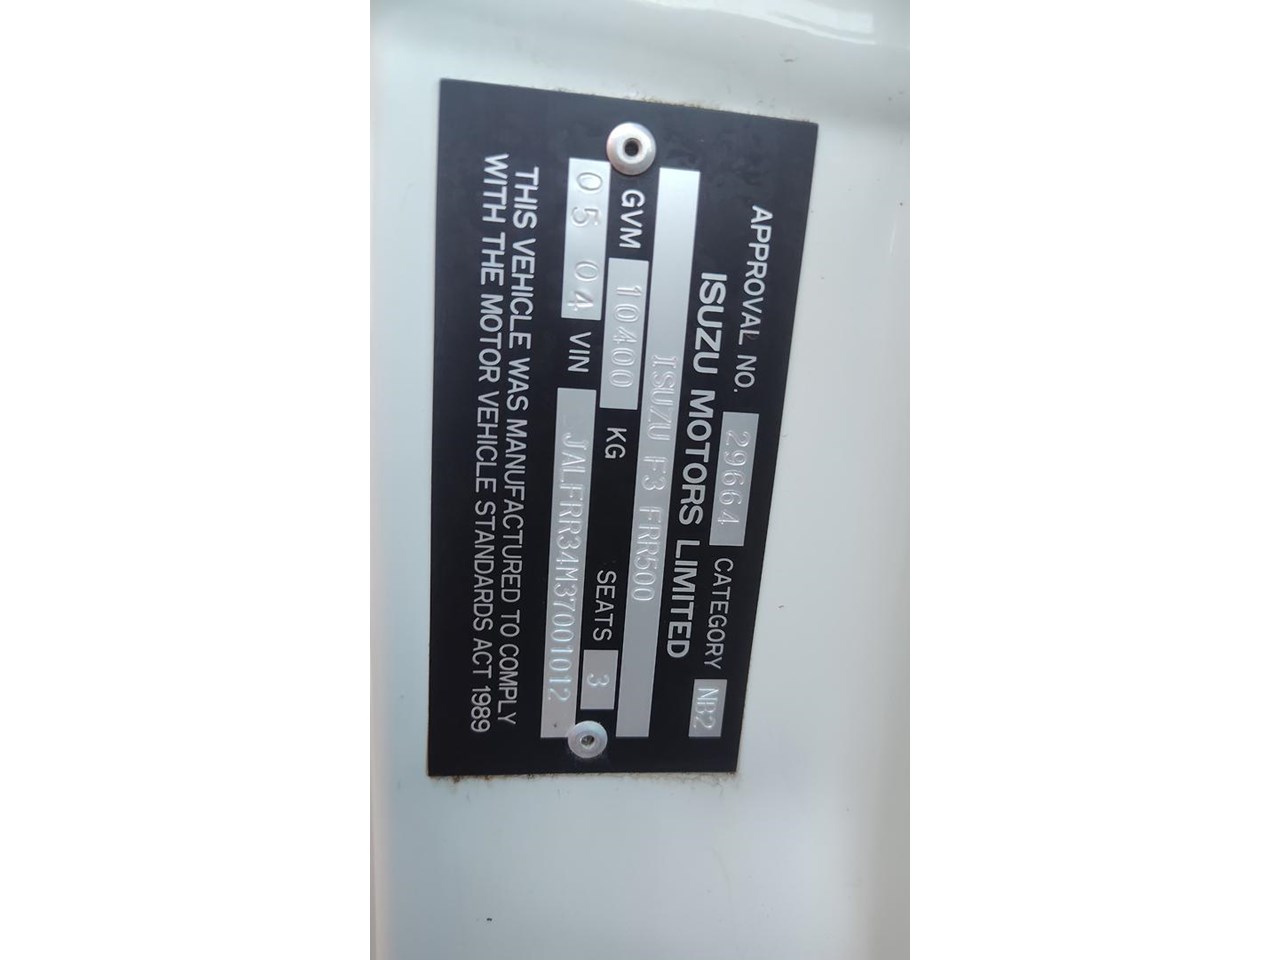 APPROVAL NO. 29664 CATEGORY NB2
ISUZU MOTORS LIMITED
ISUZU F3 FRR500
GVM 10400 KG SEATS 3
05 04 VIN JALFRR34M37001012
THIS VEHICLE WAS MANUFACTURED TO COMPLY
WITH THE MOTOR VEHICLE STANDARDS ACT 1989